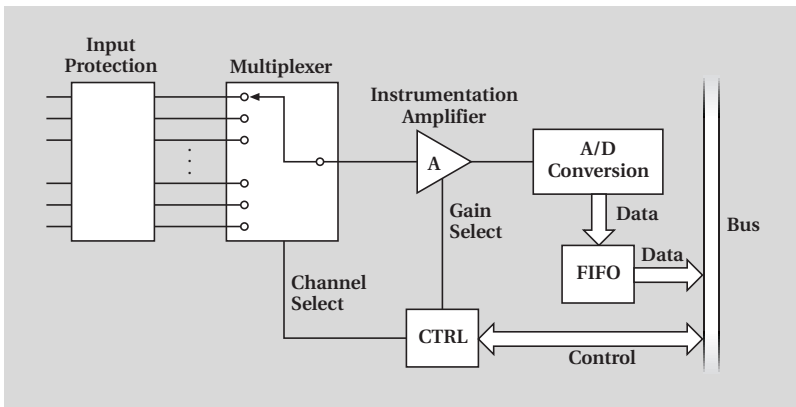 Input
Protection
Multiplexer
Instrumentation
Amplifier
A
A/D
Conversion
Data
Gain
Select
Bus
FIFO
Data
Channel
Select
CTRL
Control